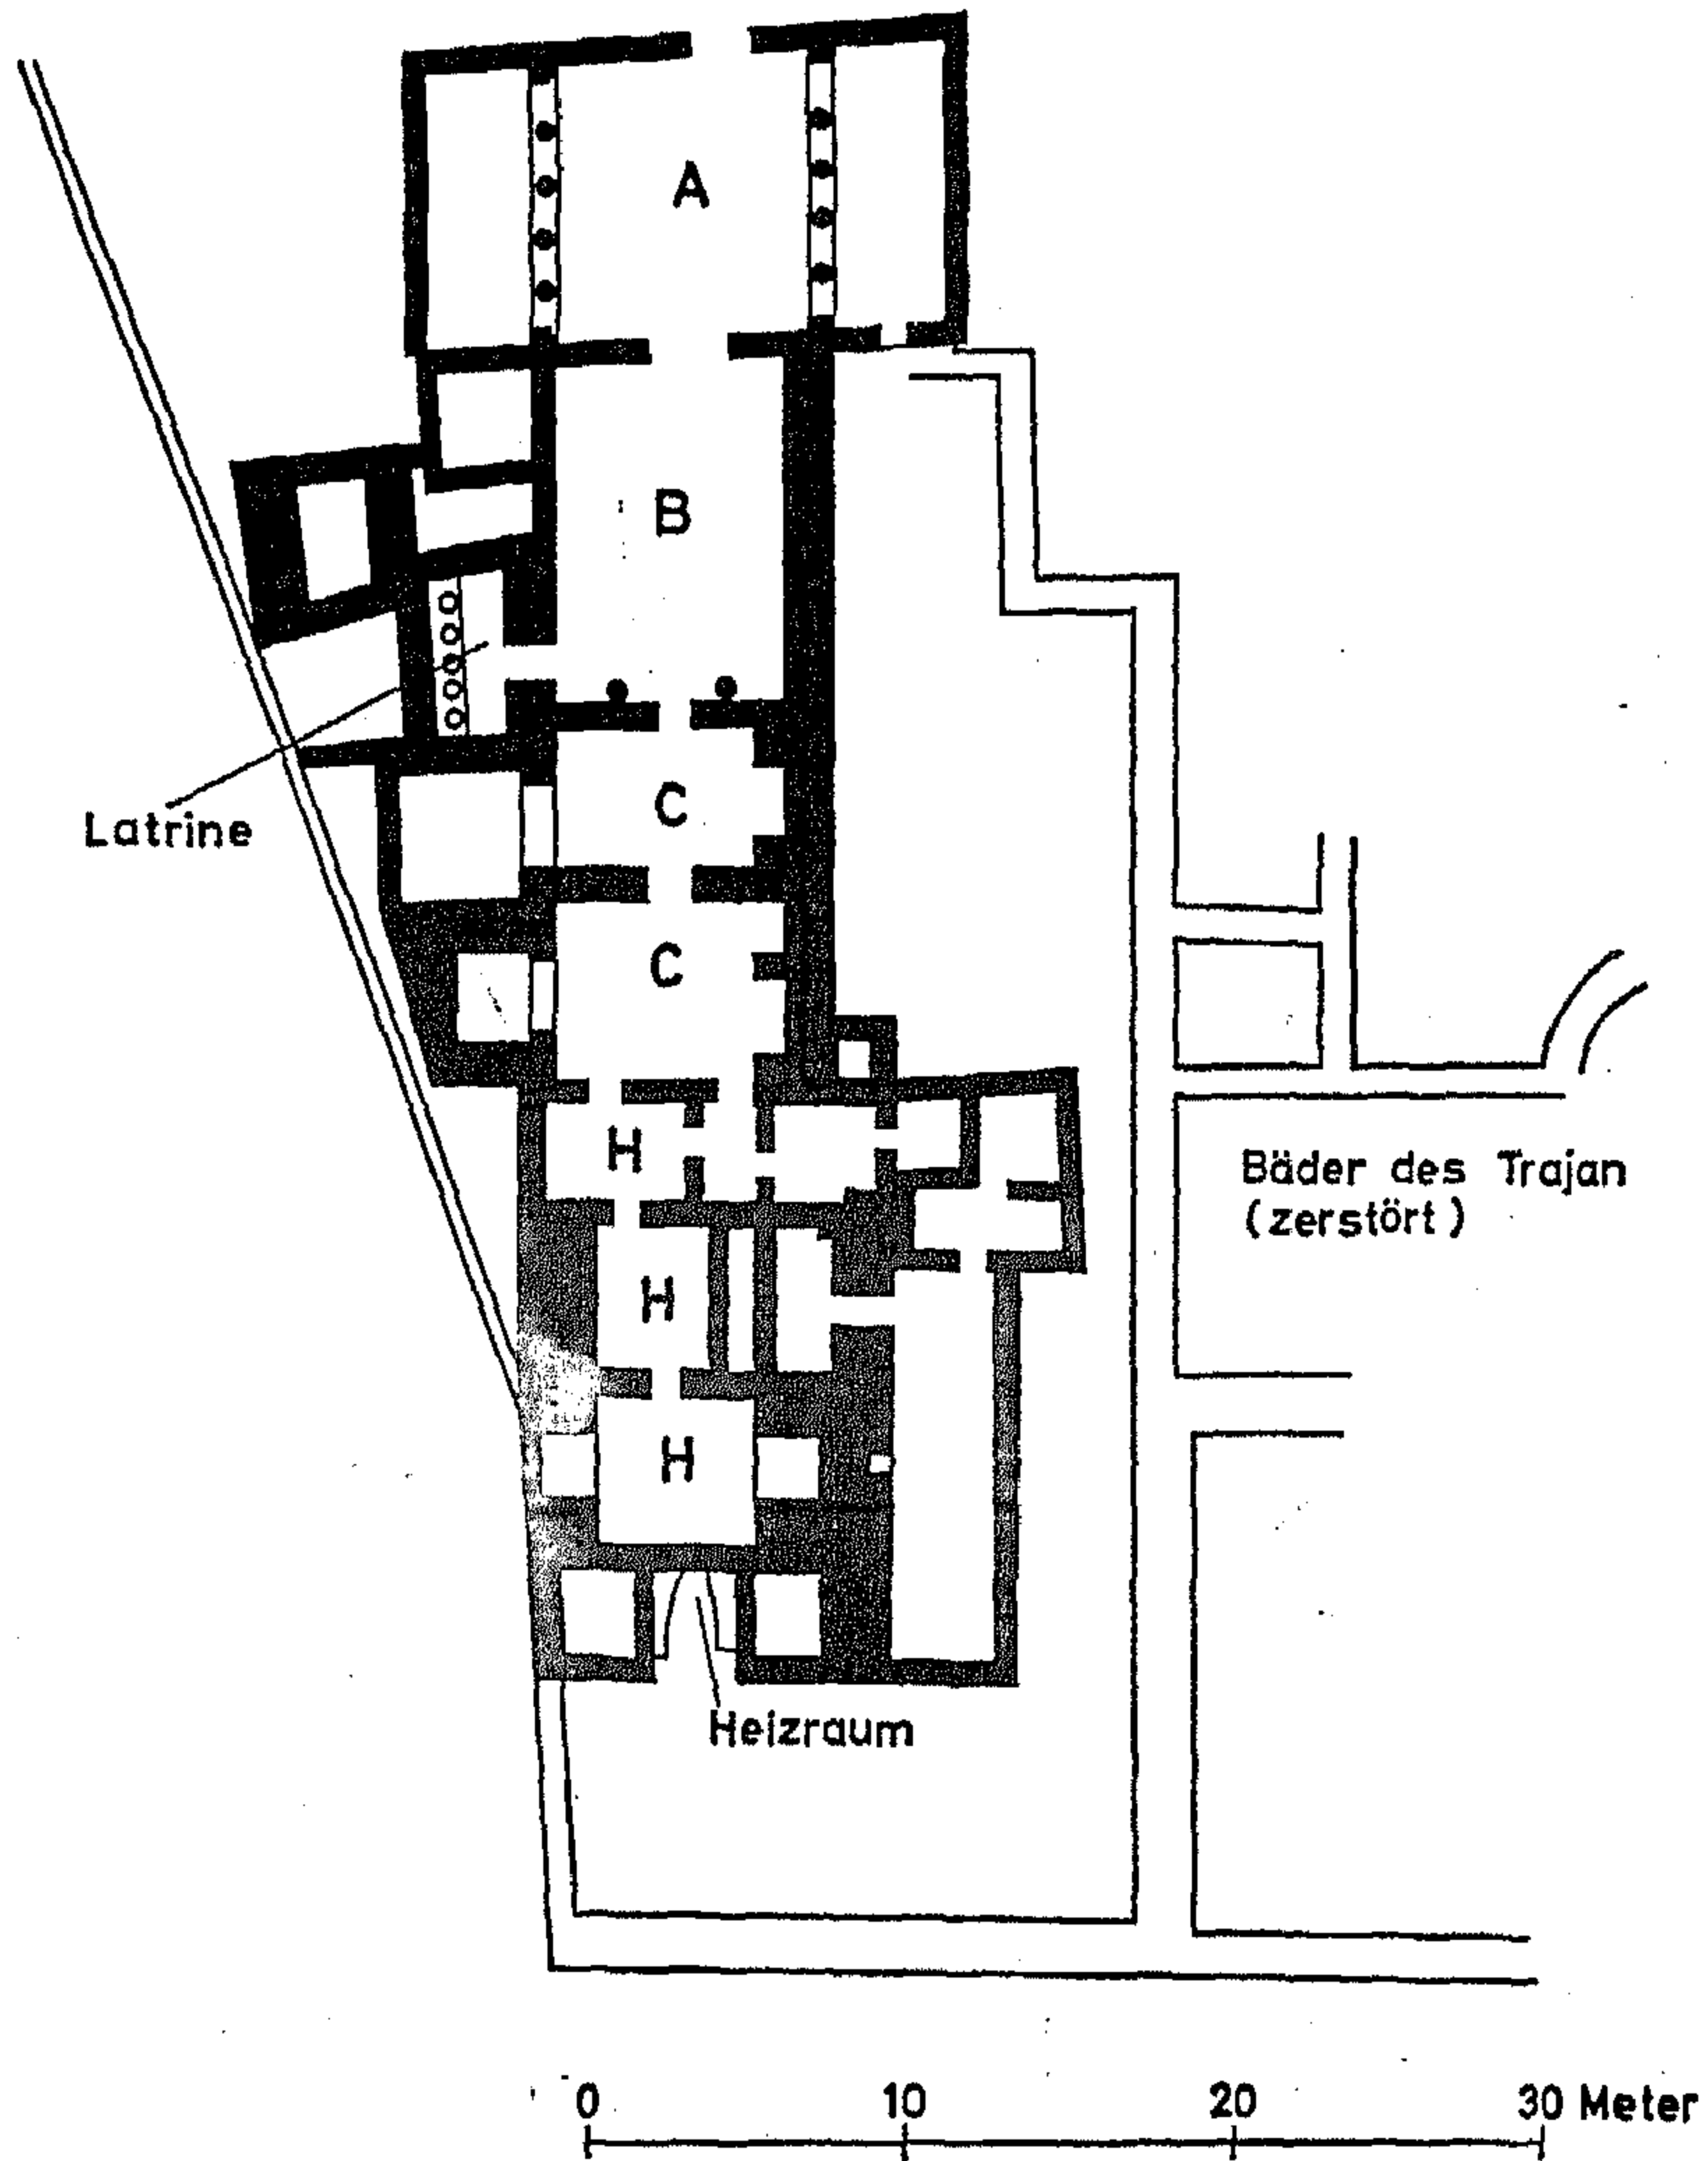 A
B
Latrine
C
C
H
Bäder des Trajan
(zerstört)
H
H
Heizraum
0 10 20 30 Meter